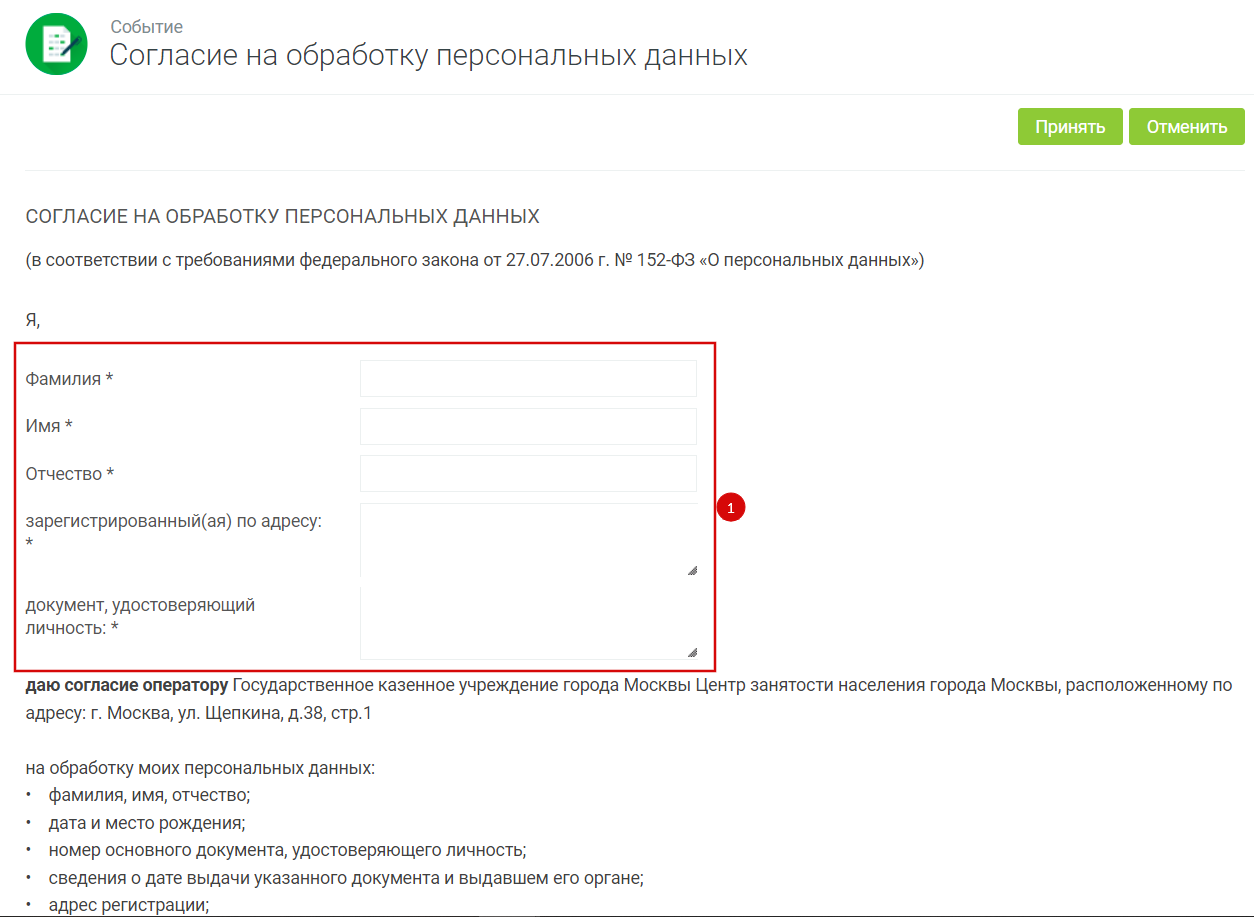 Событие
Согласие на обработку персональных данных
Принять Отменить
СОГЛАСИЕ НА ОБРАБОТКУ ПЕРСОНАЛЬНЫХ ДАННЫХ
(в соответствии с требованиями федерального закона от 27.07.2006 г. № 152-ФЗ «О персональных данных»)
Я,
Фамилия *
Имя *
Отчество *
зарегистрированный(ая) по адресу:
*
1
документ, удостоверяющий
личность: *
даю согласие оператору Государственное казенное учреждение города Москвы Центр занятости населения города Москвы, расположенному по
адресу: г. Москва, ул. Щепкина, д.38, стр.1
на обработку моих персональных данных:
• фамилия, имя, отчество;
• дата и место рождения;
• номер основного документа, удостоверяющего личность;
• сведения о дате выдачи указанного документа и выдавшем его органе;
• адрес регистрации;